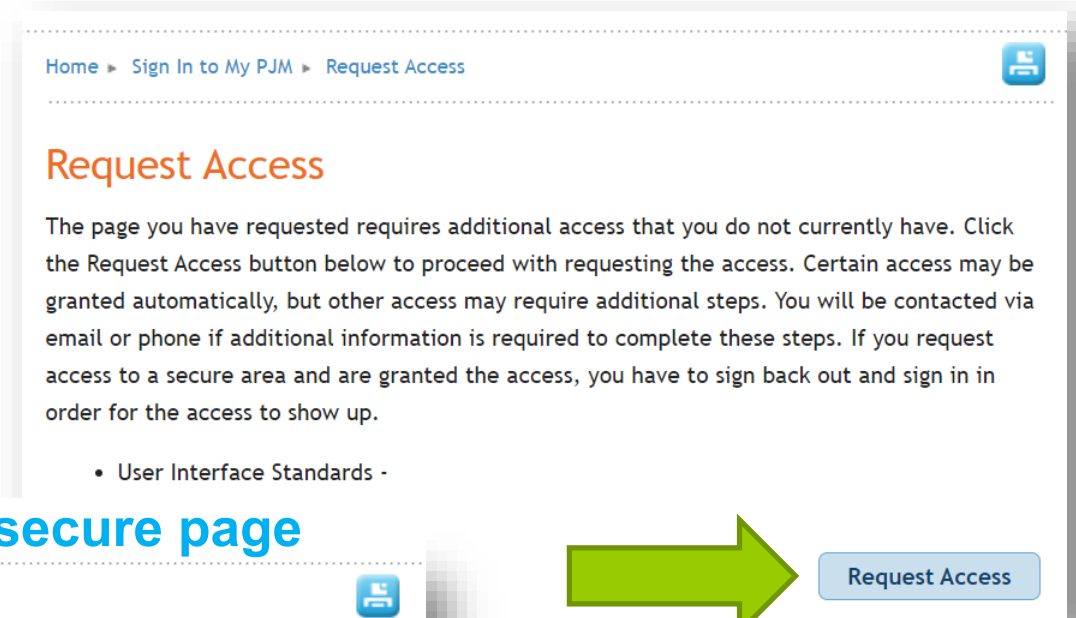 Home ▸ Sign In to My PJM ▸ Request Access
Request Access
The page you have requested requires additional access that you do not currently have. Click
the Request Access button below to proceed with requesting the access. Certain access may be
granted automatically, but other access may require additional steps. You will be contacted via
email or phone if additional information is required to complete these steps. If you request
access to a secure area and are granted the access, you have to sign back out and sign in in
order for the access to show up.
• User Interface Standards -
secure page
Request Access